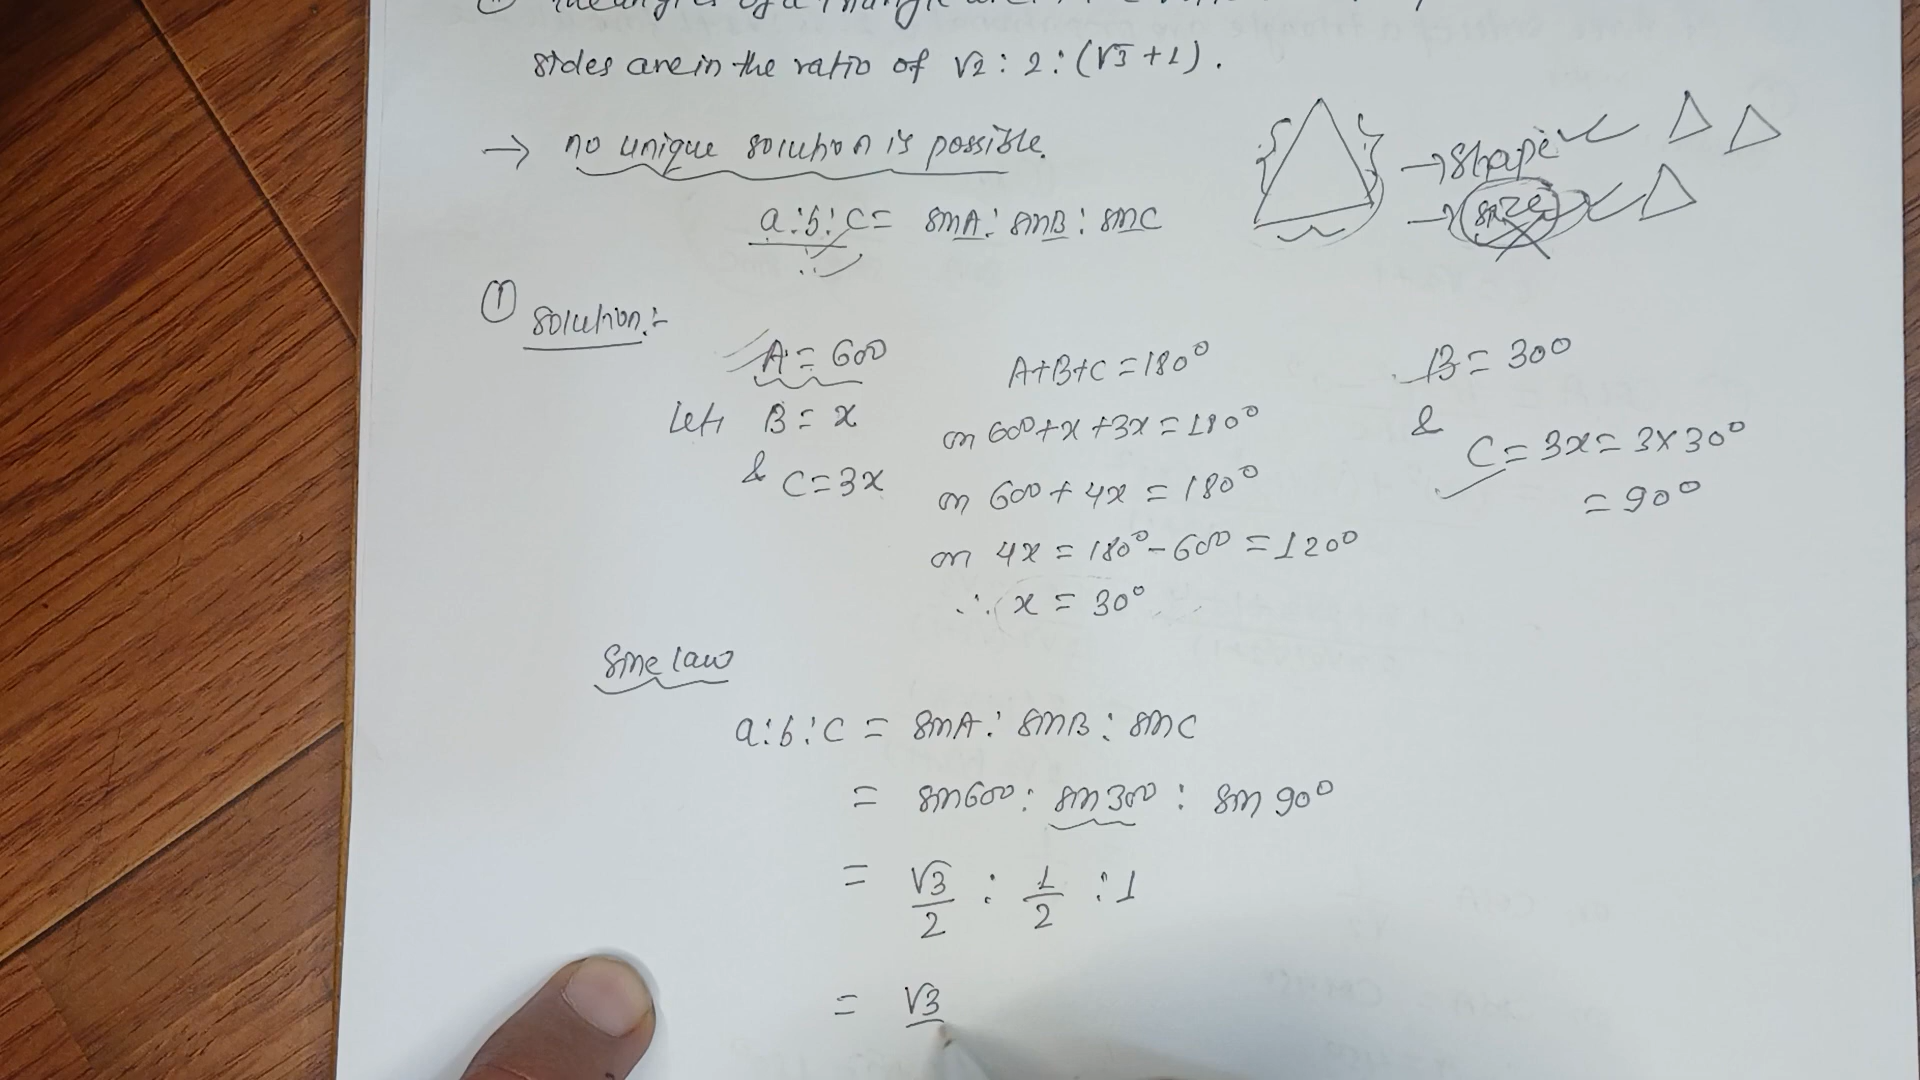 sides are in the ratio of √2 : 2 : (√3 + 1).
→ no unique solution is possible.
→ shape
→ size
a : b : c = sinA : sinB : sinC
① Solution:-
A = 60°
Let, B = x
& C = 3x
A+B+C = 180°
or 60° + x + 3x = 180°
or 60° + 4x = 180°
or 4x = 180° - 60° = 120°
∴ x = 30°
B = 30°
& C = 3x = 3 × 30°
= 90°
Sine law
a : b : c = sinA : sinB : sinC
= sin60° : sin30° : sin90°
= √3/2 : 1/2 : 1
= √3